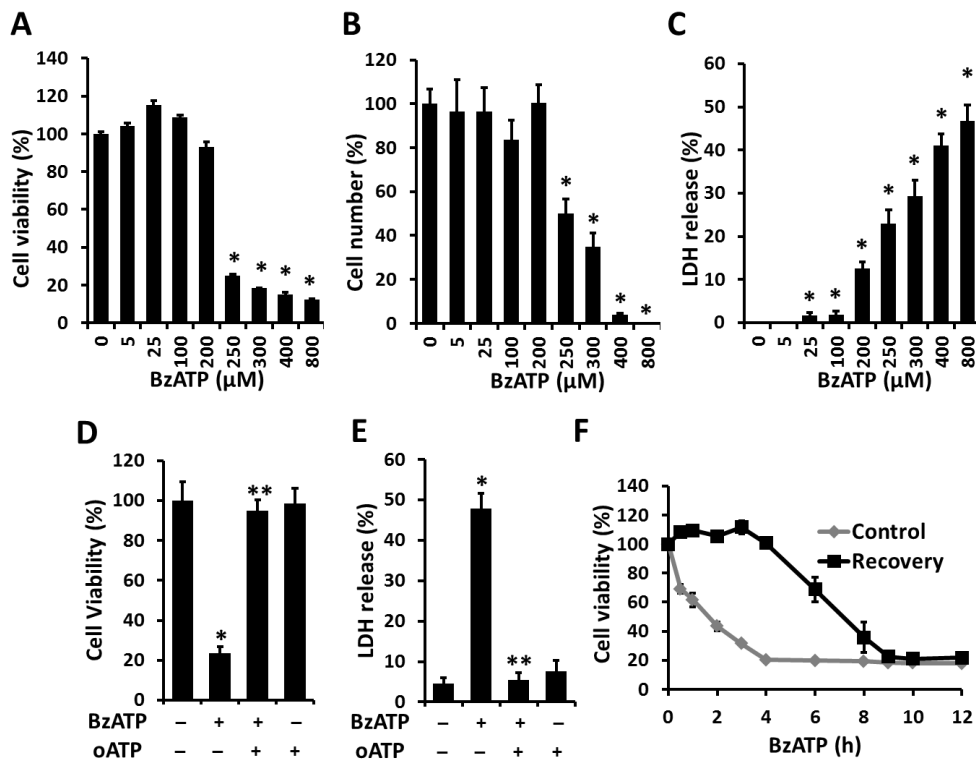 A
Cell viability (%)
140
120
100
80
60
40
20
0
* * * *
0 5 25 100 200 250 300 400 800
BzATP (µM)
B
Cell number (%)
120
100
80
60
40
20
0
* * * *
0 5 25 100 200 250 300 400 800
BzATP (µM)
C
LDH release (%)
60
50
40
30
20
10
0
* * * * * * *
0 5 25 100 200 250 300 400 800
BzATP (µM)
D
Cell Viability (%)
120
100
80
60
40
20
0
* **
BzATP – + + –
oATP – – + +
E
LDH release (%)
60
50
40
30
20
10
0
* **
BzATP – + + –
oATP – – + +
F
Cell viability (%)
140
120
100
80
60
40
20
0
Control
Recovery
0 2 4 6 8 10 12
BzATP (h)